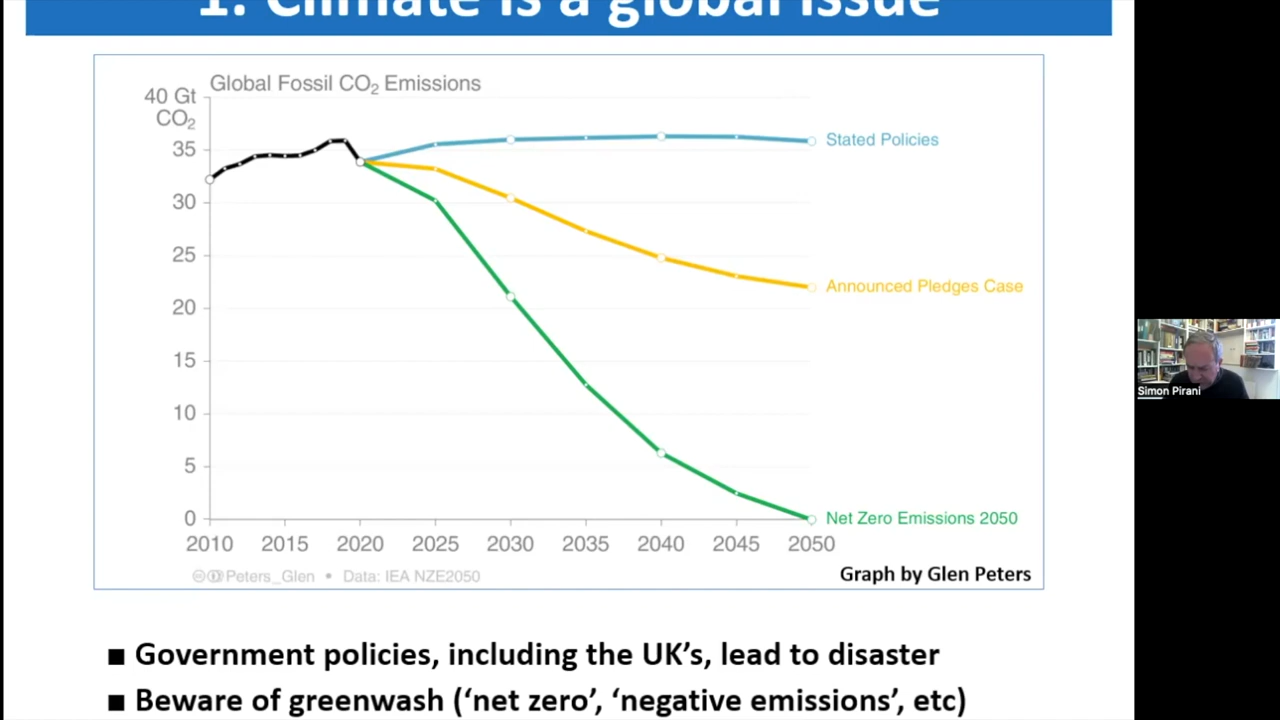 1. Climate is a global issue
Global Fossil CO₂ Emissions
40 Gt
CO₂
35
30
25
20
15
10
5
0
2010 2015 2020 2025 2030 2035 2040 2045 2050
Stated Policies
Announced Pledges Case
Net Zero Emissions 2050
Peters_Glen • Data: IEA NZE2050
Graph by Glen Peters
■ Government policies, including the UK’s, lead to disaster
■ Beware of greenwash (‘net zero’, ‘negative emissions’, etc)
Simon Pirani